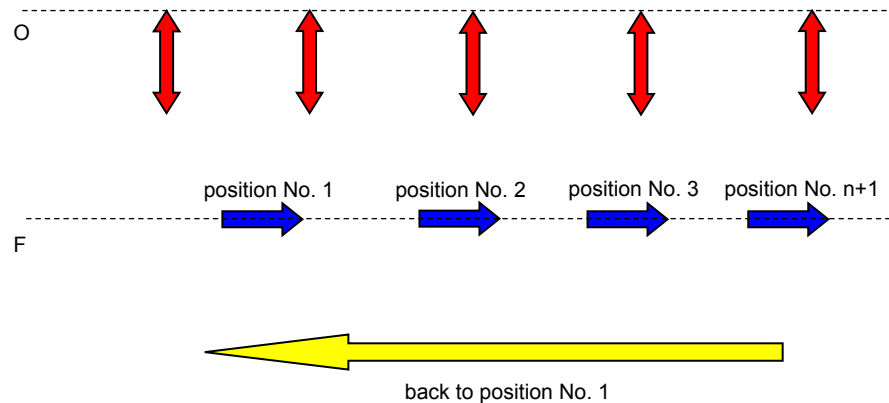 O
position No. 1 position No. 2 position No. 3 position No. n+1
F
back to position No. 1